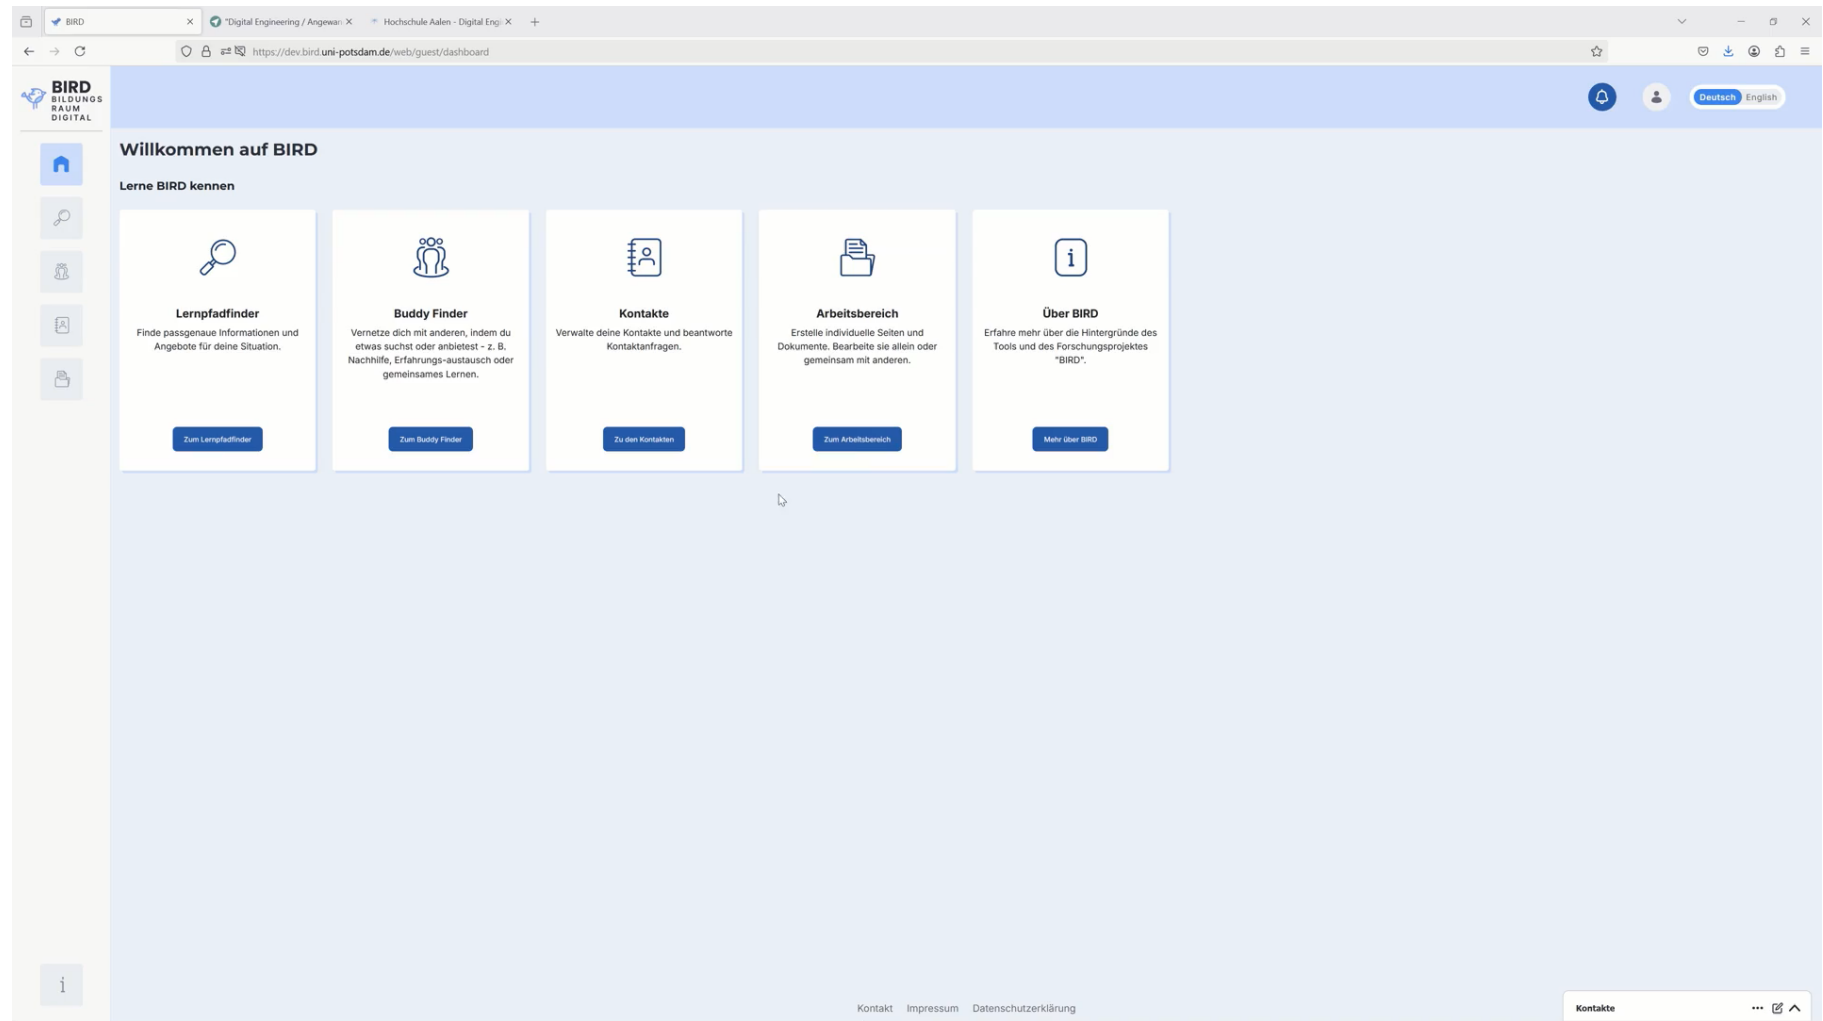 BIRD
"Digital Engineering / Angewan
Hochschule Aalen - Digital Engi
https://dev.bird.uni-potsdam.de/web/guest/dashboard
BIRD
BILDUNGS
RAUM
DIGITAL
Deutsch English
Willkommen auf BIRD
Lerne BIRD kennen
Lernpfadfinder
Finde passgenaue Informationen und
Angebote für deine Situation.
Zum Lernpfadfinder
Buddy Finder
Vernetze dich mit anderen, indem du
etwas suchst oder anbietest - z. B.
Nachhilfe, Erfahrungs-austausch oder
gemeinsames Lernen.
Zum Buddy Finder
Kontakte
Verwalte deine Kontakte und beantworte
Kontaktanfragen.
Zu den Kontakten
Arbeitsbereich
Erstelle individuelle Seiten und
Dokumente. Bearbeite sie allein oder
gemeinsam mit anderen.
Zum Arbeitsbereich
Über BIRD
Erfahre mehr über die Hintergründe des
Tools und des Forschungsprojektes
"BIRD".
Mehr über BIRD
Kontakt Impressum Datenschutzerklärung
Kontakte